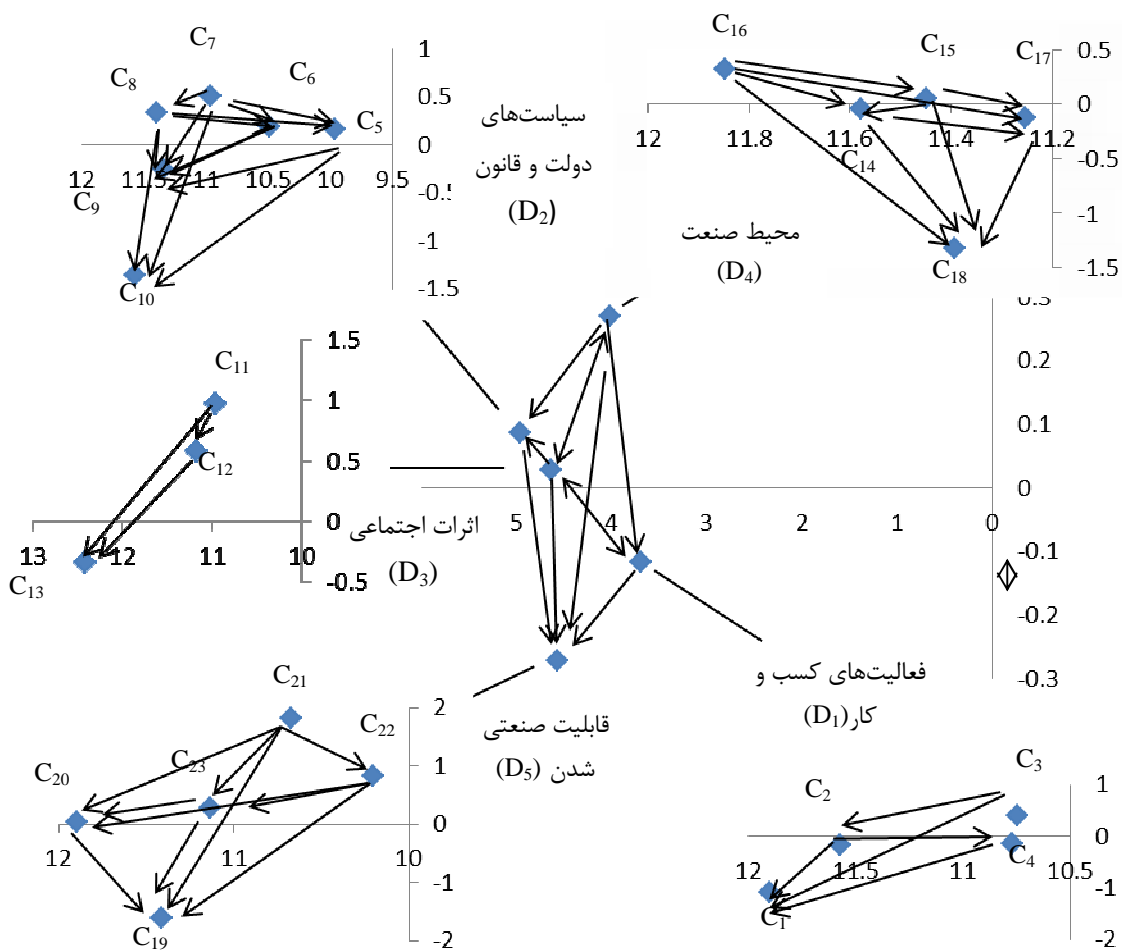 C7
C8
C6
C5
C9
C10
1
0.5
0
-0.5
-1
-1.5
12
11.5
11
10.5
10
9.5
سیاست‌های
دولت و قانون
(D2)
C16
C15
C17
C14
C18
0.5
0
-0.5
-1
-1.5
12
11.8
11.6
11.4
11.2
محیط صنعت
(D4)
C11
C12
C13
1.5
1
0.5
0
-0.5
13
12
11
10
اثرات اجتماعی
(D3)
0.3
0.2
0.1
0
-0.1
-0.2
-0.3
5
4
3
2
1
0
فعالیت‌های کسب و
کار(D1)
قابلیت صنعتی
شدن (D5)
C21
C22
C23
C20
C19
2
1
0
-1
-2
12
11
10
C3
C2
C4
C1
1
0
-1
-2
12
11.5
11
10.5